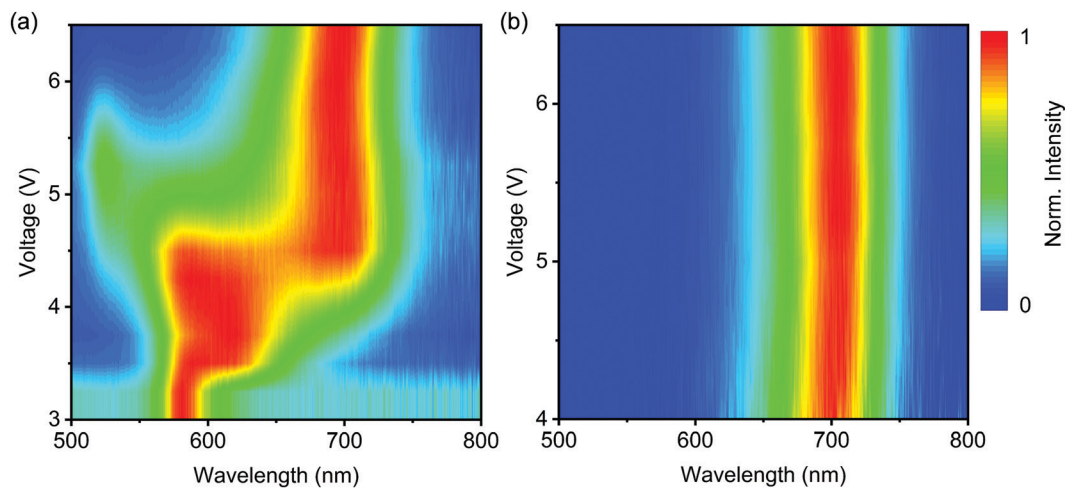 (a)
6
5
4
3
Voltage (V)
500 600 700 800
Wavelength (nm)
(b)
6
5
4
Voltage (V)
500 600 700 800
Wavelength (nm)
1
0
Norm. Intensity